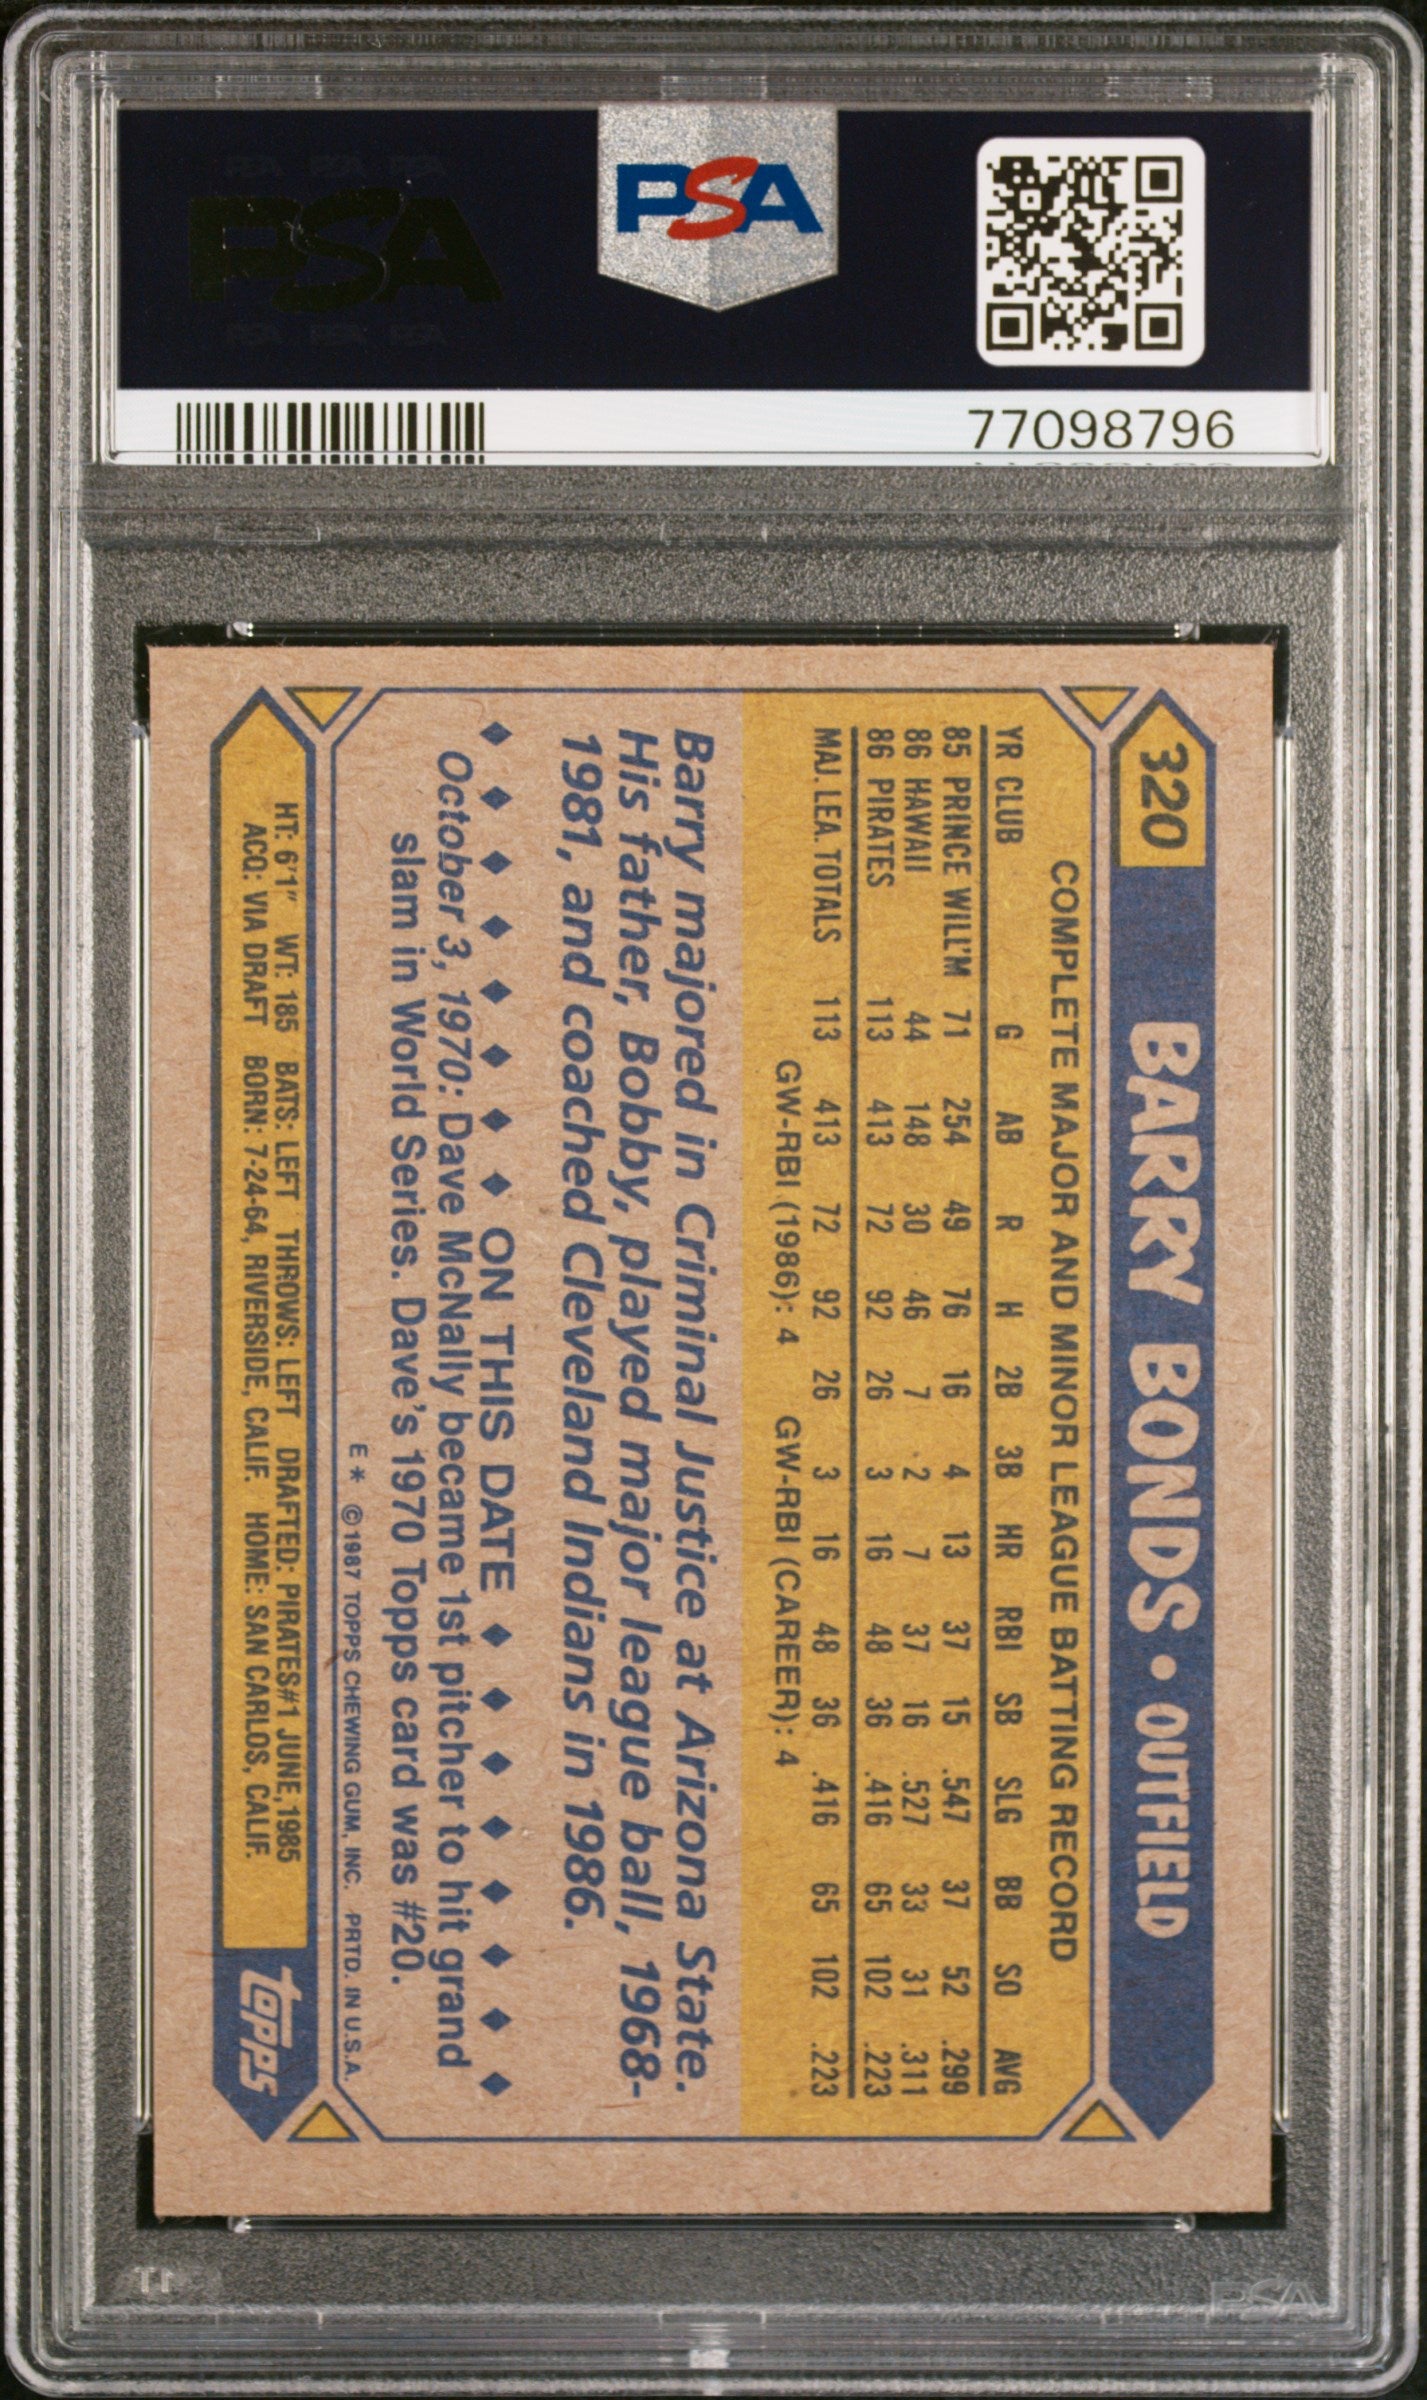 PSA
PSA
77098796
320 BARRY BONDS • OUTFIELD
COMPLETE MAJOR AND MINOR LEAGUE BATTING RECORD
YR CLUB G AB R H 2B 3B HR RBI SB SLG BB SO AVG
85 PRINCE WILL'M 71 254 49 76 16 4 13 37 15 .547 37 52 .299
86 HAWAII 44 148 30 46 7 2 7 37 16 .527 33 31 .311
86 PIRATES 113 413 72 92 26 3 16 48 36 .416 65 102 .223
MAJ. LEA. TOTALS 113 413 72 92 26 3 16 48 36 .416 65 102 .223
GW-RBI (1986): 4 GW-RBI (CAREER): 4
Barry majored in Criminal Justice at Arizona State.
His father, Bobby, played major league ball, 1968-
1981, and coached Cleveland Indians in 1986.
◆ ◆ ◆ ◆ ◆ ◆ ◆ ◆ ON THIS DATE ◆ ◆ ◆ ◆ ◆ ◆ ◆ ◆
October 3, 1970: Dave McNally became 1st pitcher to hit grand
slam in World Series. Dave's 1970 Topps card was #20.
E * ©1987 TOPPS CHEWING GUM, INC. PRTD. IN U.S.A.
HT: 6'1" WT: 185 BATS: LEFT THROWS: LEFT DRAFTED: PIRATES#1 JUNE, 1985
ACQ: VIA DRAFT BORN: 7-24-64, RIVERSIDE, CALIF. HOME: SAN CARLOS, CALIF.
topps
PSA